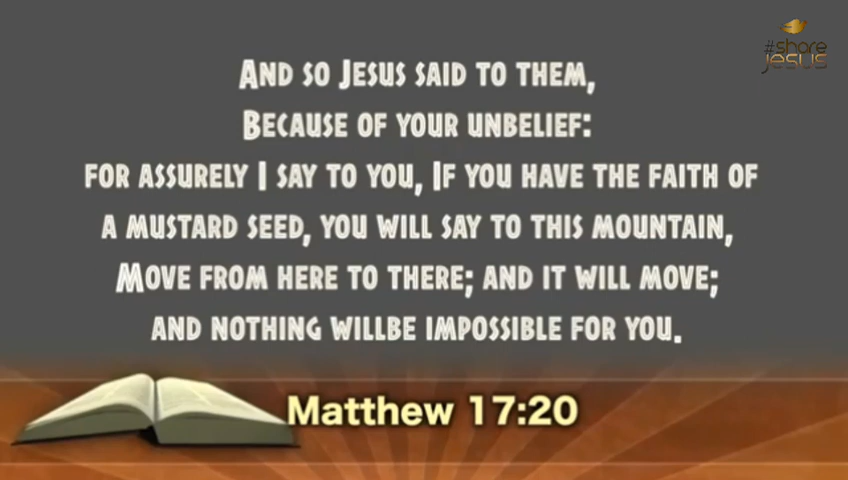 #share
Jesus
And so Jesus said to them,
Because of your unbelief:
for assurely I say to you, If you have the faith of
a mustard seed, you will say to this mountain,
Move from here to there; and it will move;
and nothing willbe impossible for you.
Matthew 17:20